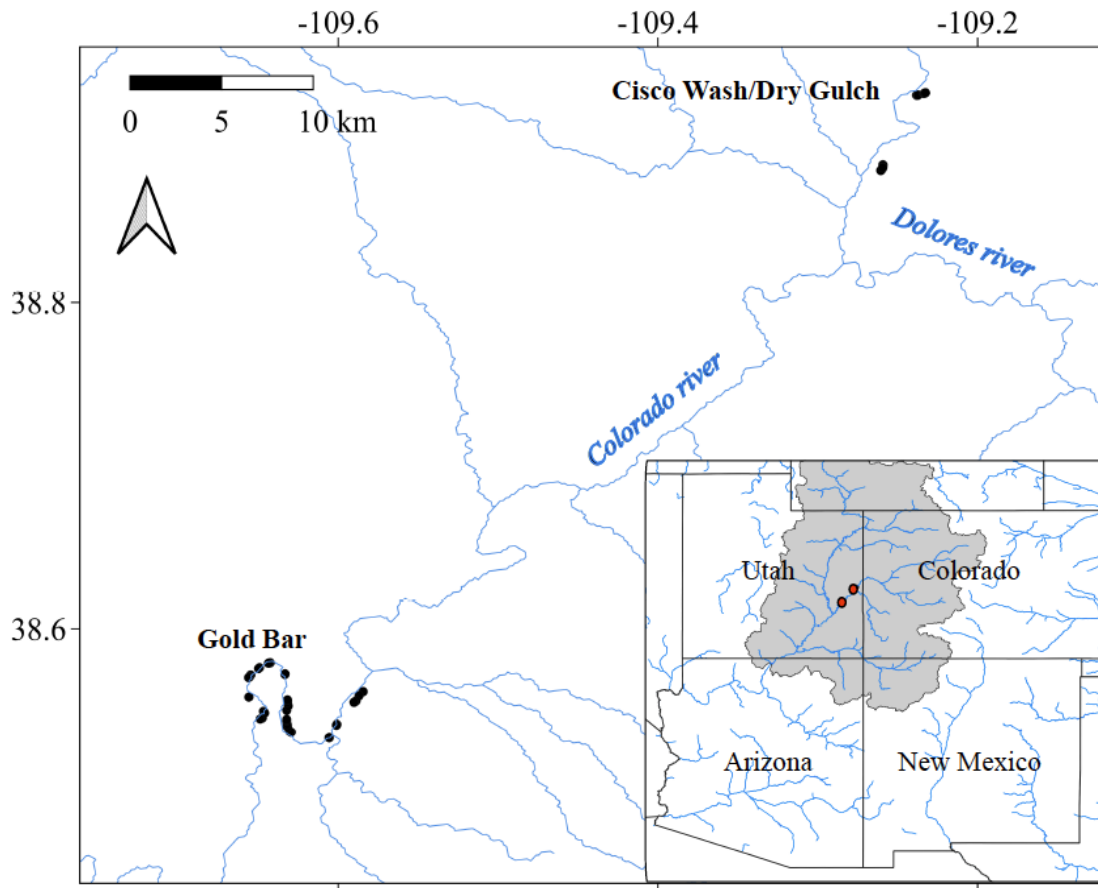 -109.6 -109.4 -109.2
Cisco Wash/Dry Gulch
0 5 10 km
Dolores river
38.8
Colorado river
Utah Colorado
38.6
Gold Bar
Arizona New Mexico